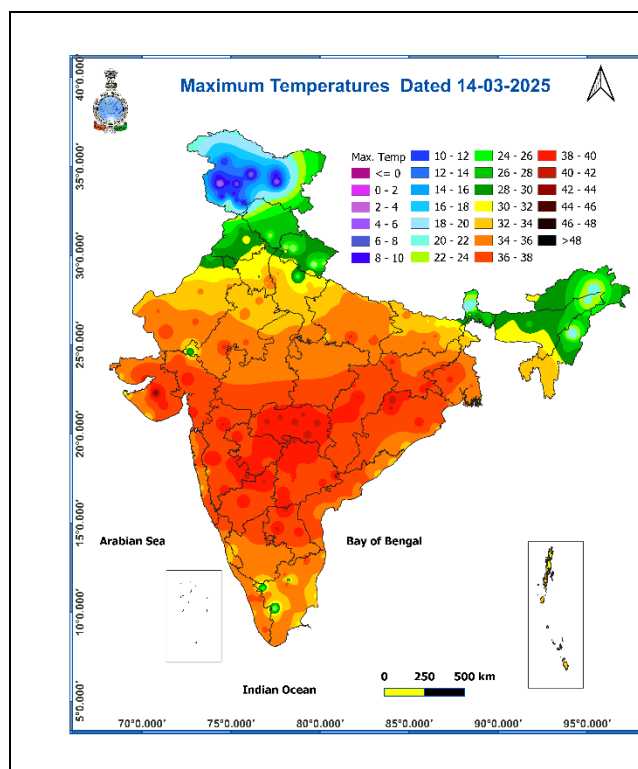 Maximum Temperatures Dated 14-03-2025
Max. Temp
<= 0
0 - 2
2 - 4
4 - 6
6 - 8
8 - 10
10 - 12
12 - 14
14 - 16
16 - 18
18 - 20
20 - 22
22 - 24
24 - 26
26 - 28
28 - 30
30 - 32
32 - 34
34 - 36
36 - 38
38 - 40
40 - 42
42 - 44
44 - 46
46 - 48
>48
40°0.000'
35°0.000'
30°0.000'
25°0.000'
20°0.000'
15°0.000'
10°0.000'
5°0.000'
Arabian Sea
Bay of Bengal
Indian Ocean
0 250 500 km
70°0.000' 75°0.000' 80°0.000' 85°0.000' 90°0.000' 95°0.000'